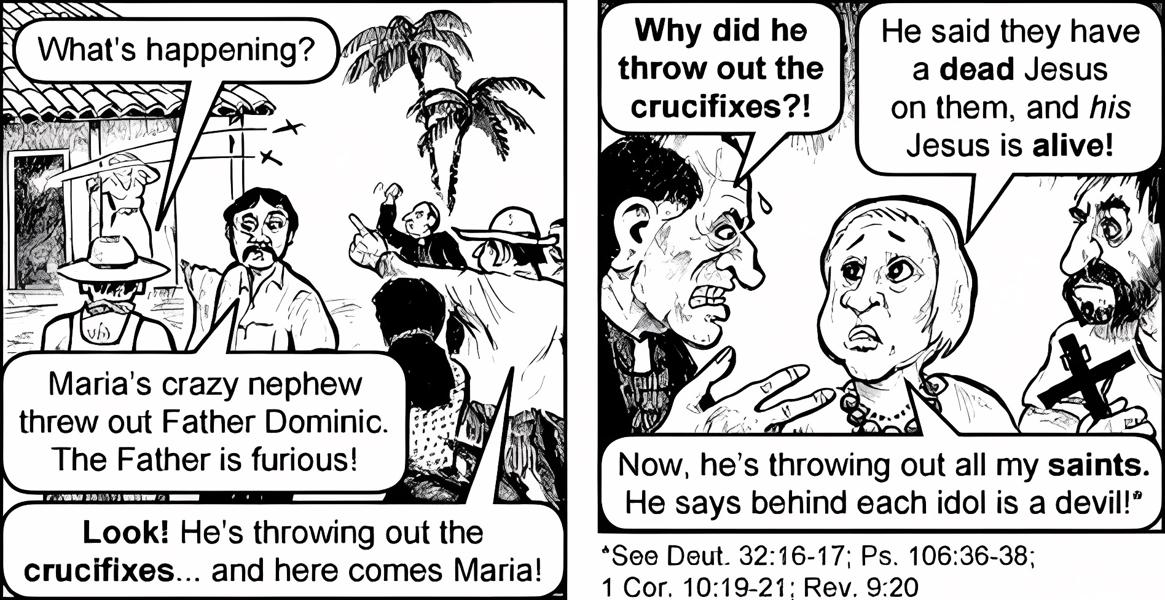 What's happening?
Maria's crazy nephew
threw out Father Dominic.
The Father is furious!
Look! He's throwing out the
crucifixes... and here comes Maria!
Why did he
throw out the
crucifixes?!
He said they have
a dead Jesus
on them, and his
Jesus is alive!
Now, he's throwing out all my saints.
He says behind each idol is a devil!*
*See Deut. 32:16-17; Ps. 106:36-38;
1 Cor. 10:19-21; Rev. 9:20